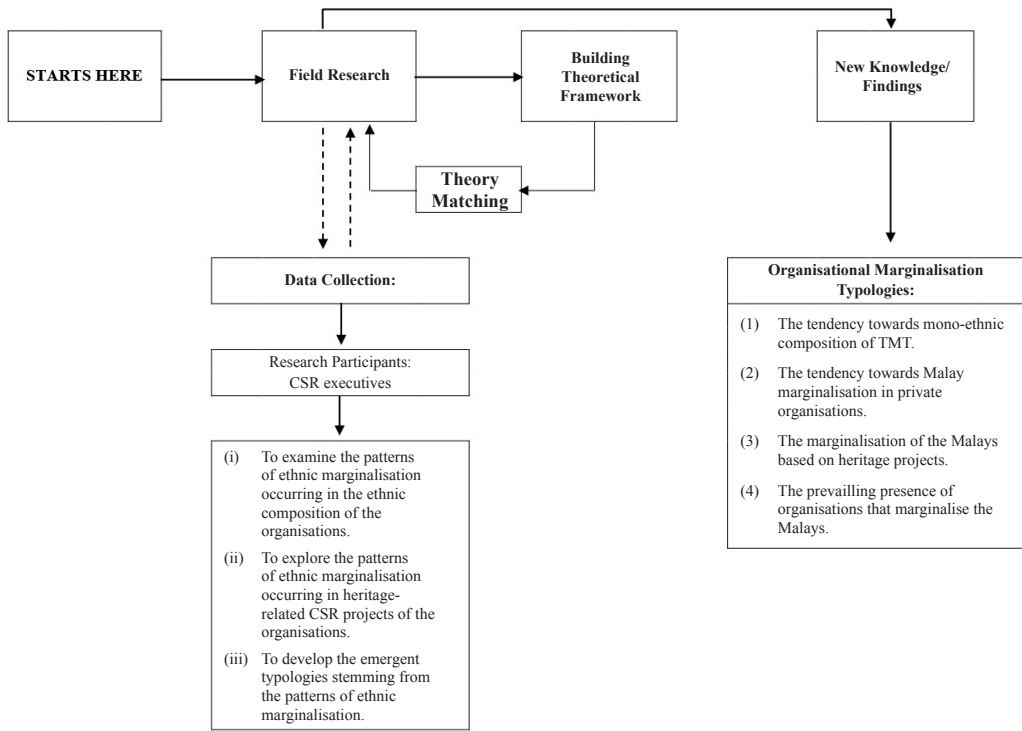 STARTS HERE
Field Research
Building
Theoretical
Framework
New Knowledge/
Findings
Theory
Matching
Data Collection:
Research Participants:
CSR executives
(i) To examine the patterns
of ethnic marginalisation
occurring in the ethnic
composition of the
organisations.
(ii) To explore the patterns
of ethnic marginalisation
occurring in heritage-
related CSR projects of the
organisations.
(iii) To develop the emergent
typologies stemming from
the patterns of ethnic
marginalisation.
Organisational Marginalisation
Typologies:
(1) The tendency towards mono-ethnic
composition of TMT.
(2) The tendency towards Malay
marginalisation in private
organisations.
(3) The marginalisation of the Malays
based on heritage projects.
(4) The prevailling presence of
organisations that marginalise the
Malays.